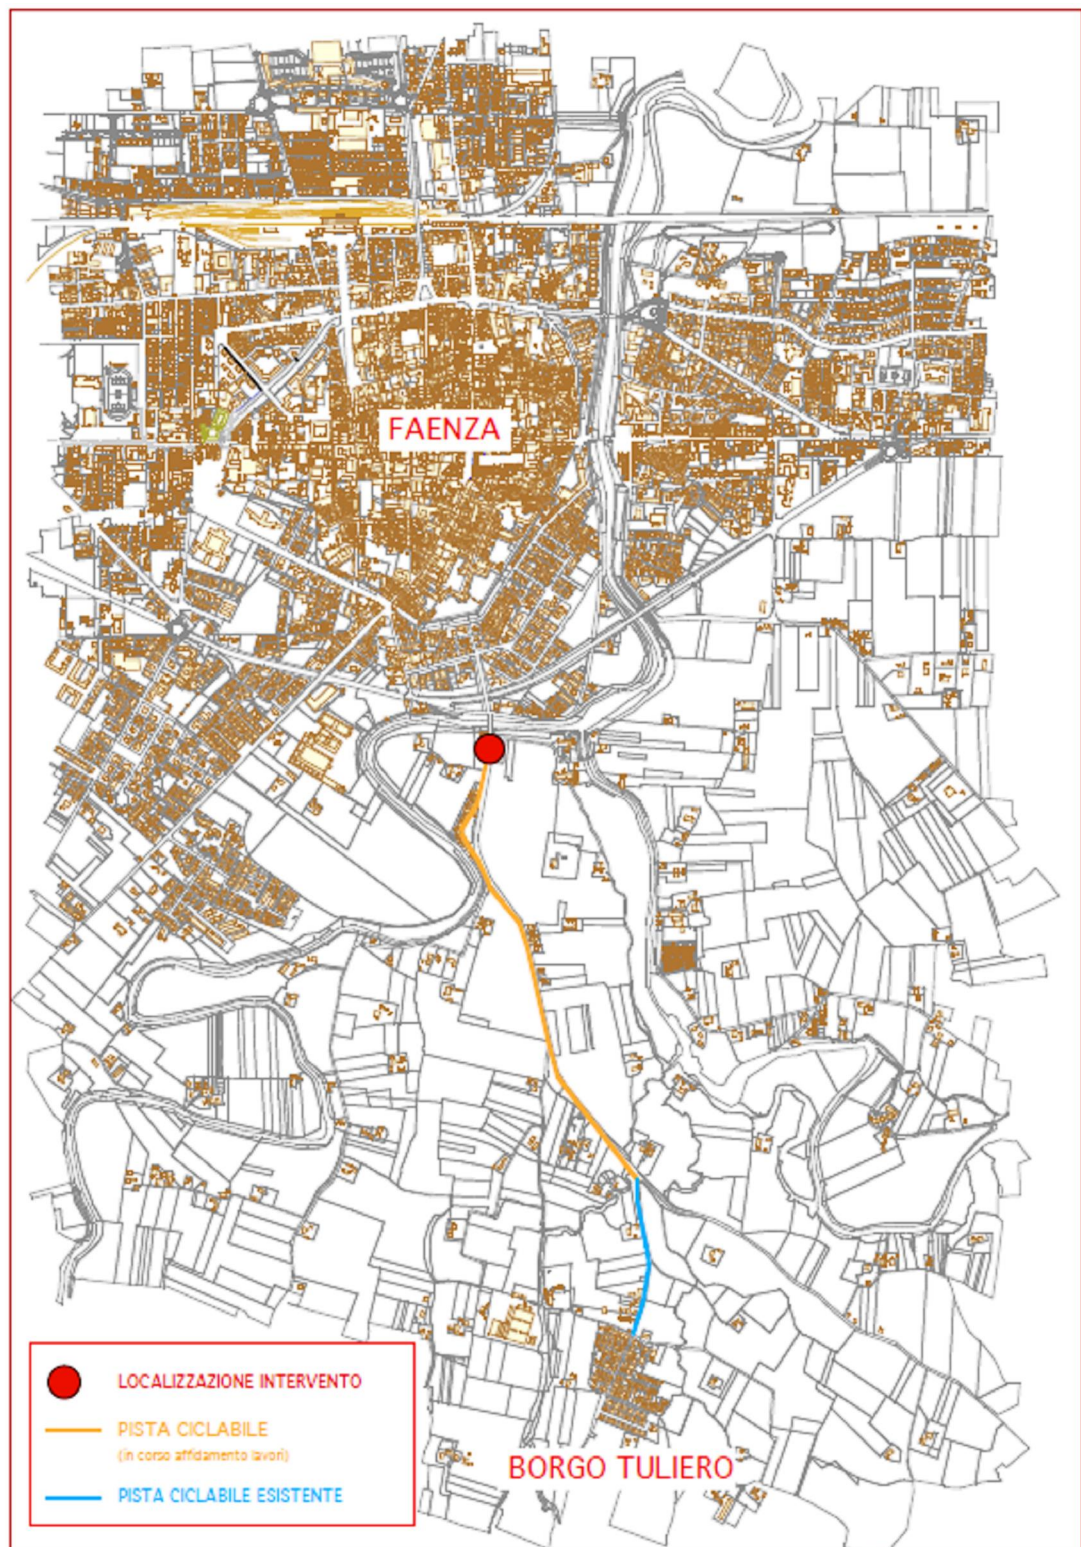 FAENZA
LOCALIZZAZIONE INTERVENTO
PISTA CICLABILE
(in corso affidamento lavori)
PISTA CICLABILE ESISTENTE
BORGO TULIERO